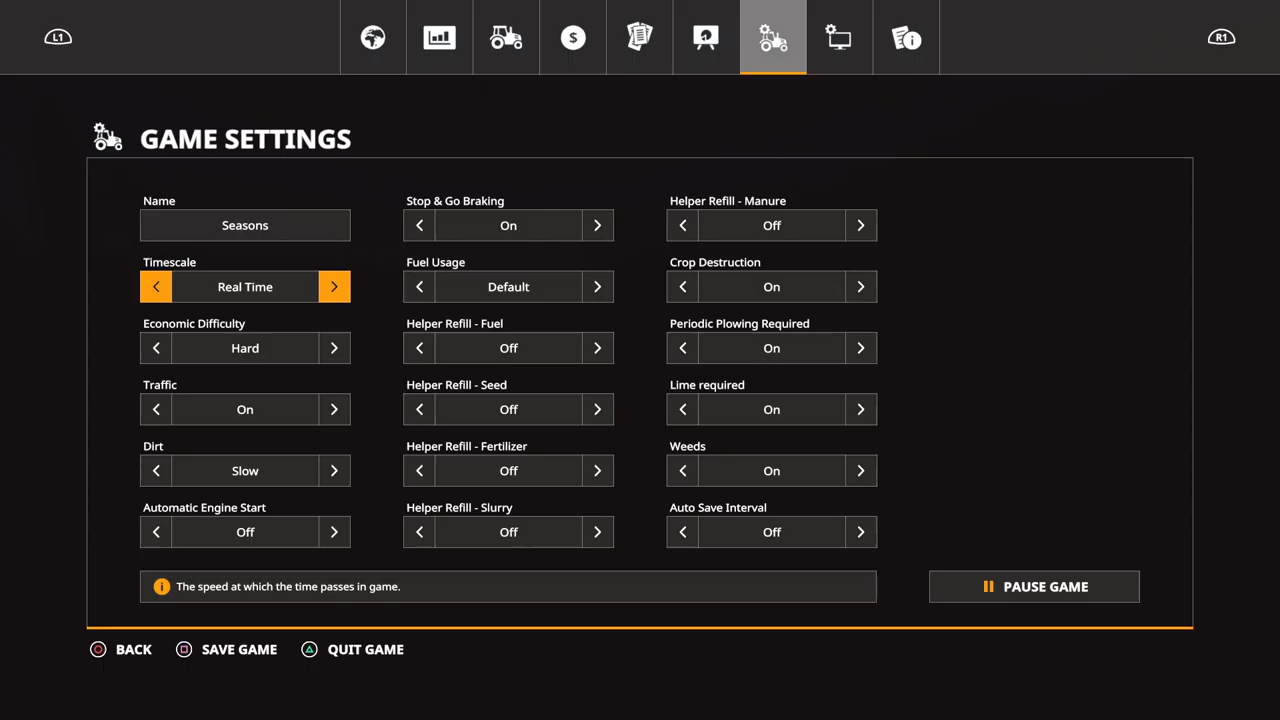 L1
$
i
R1
GAME SETTINGS
Name
Seasons
Timescale
Real Time
Economic Difficulty
Hard
Traffic
On
Dirt
Slow
Automatic Engine Start
Off
Stop & Go Braking
On
Fuel Usage
Default
Helper Refill - Fuel
Off
Helper Refill - Seed
Off
Helper Refill - Fertilizer
Off
Helper Refill - Slurry
Off
Helper Refill - Manure
Off
Crop Destruction
On
Periodic Plowing Required
On
Lime required
On
Weeds
On
Auto Save Interval
Off
i The speed at which the time passes in game.
PAUSE GAME
BACK SAVE GAME QUIT GAME